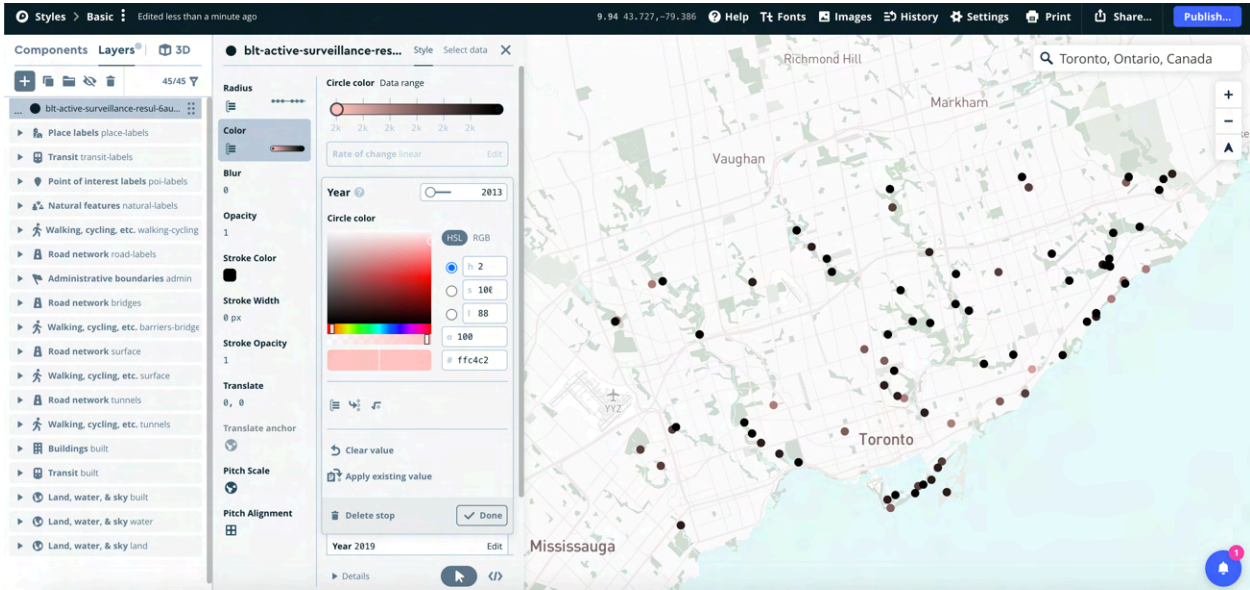 Styles > Basic
Edited less than a minute ago
9.94 43.727,-79.386
Help
Fonts
Images
History
Settings
Print
Share...
Publish...
Components
Layers
3D
45/45
blt-active-surveillance-resul-6au...
Place labels place-labels
Transit transit-labels
Point of interest labels poi-labels
Natural features natural-labels
Walking, cycling, etc. walking-cycling
Road network road-labels
Administrative boundaries admin
Road network bridges
Walking, cycling, etc. barriers-bridge
Road network surface
Walking, cycling, etc. surface
Road network tunnels
Walking, cycling, etc. tunnels
Buildings built
Transit built
Land, water, & sky built
Land, water, & sky water
Land, water, & sky land
blt-active-surveillance-res...
Style
Select data
Radius
Color
Blur
0
Opacity
1
Stroke Color
Stroke Width
0 px
Stroke Opacity
1
Translate
0, 0
Translate anchor
Pitch Scale
Pitch Alignment
Circle color Data range
2k 2k 2k 2k 2k 2k
Rate of change linear Edit
Year ? 2013
Circle color
HSL RGB
h 2
s 100
l 88
a 100
# ffc4c2
Clear value
Apply existing value
Delete stop
Done
Year 2019 Edit
Details
Toronto, Ontario, Canada
Richmond Hill
Markham
Vaughan
YYZ
Toronto
Mississauga
1